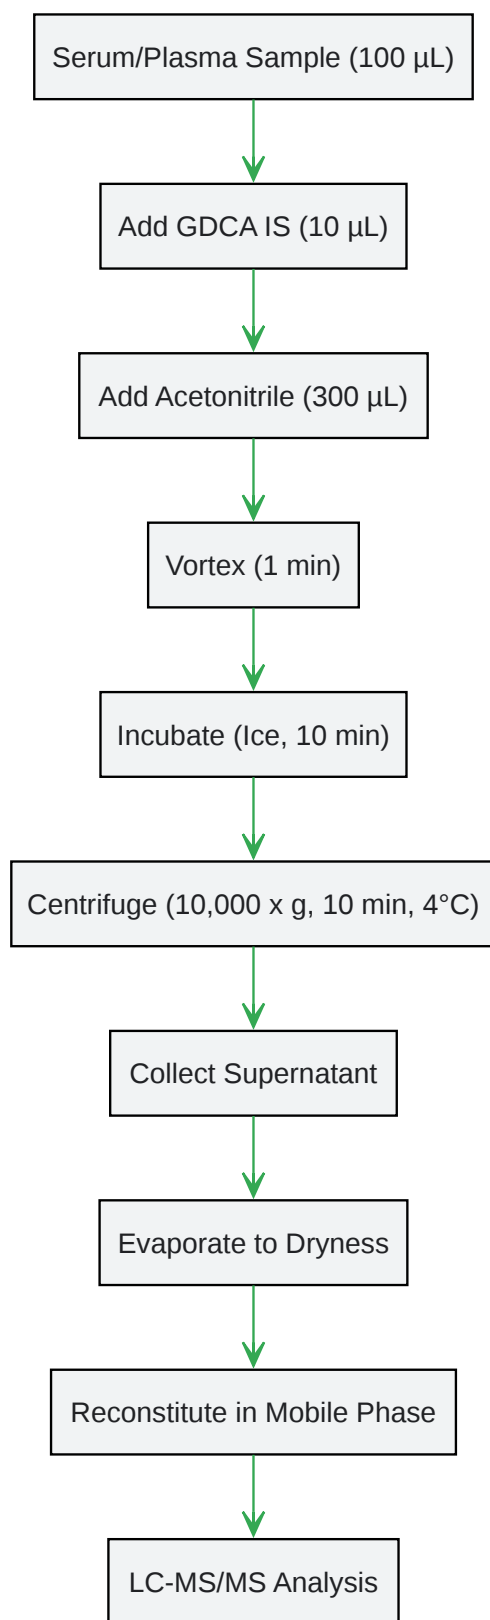 Serum/Plasma Sample (100 µL)
Add GDCA IS (10 µL)
Add Acetonitrile (300 µL)
Vortex (1 min)
Incubate (Ice, 10 min)
Centrifuge (10,000 x g, 10 min, 4°C)
Collect Supernatant
Evaporate to Dryness
Reconstitute in Mobile Phase
LC-MS/MS Analysis